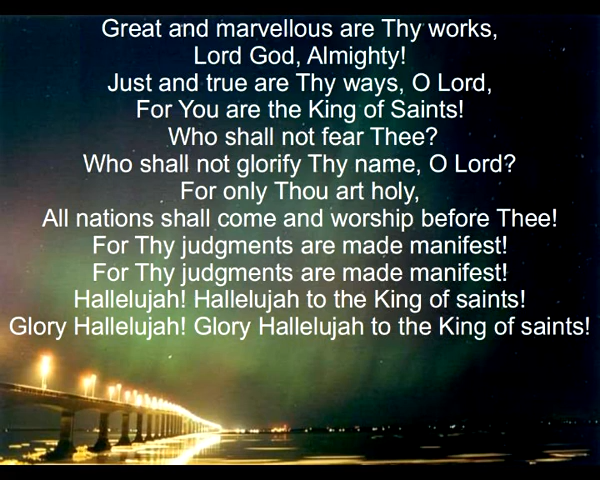 Great and marvellous are Thy works,
Lord God, Almighty!
Just and true are Thy ways, O Lord,
For You are the King of Saints!
Who shall not fear Thee?
Who shall not glorify Thy name, O Lord?
For only Thou art holy,
All nations shall come and worship before Thee!
For Thy judgments are made manifest!
For Thy judgments are made manifest!
Hallelujah! Hallelujah to the King of saints!
Glory Hallelujah! Glory Hallelujah to the King of saints!